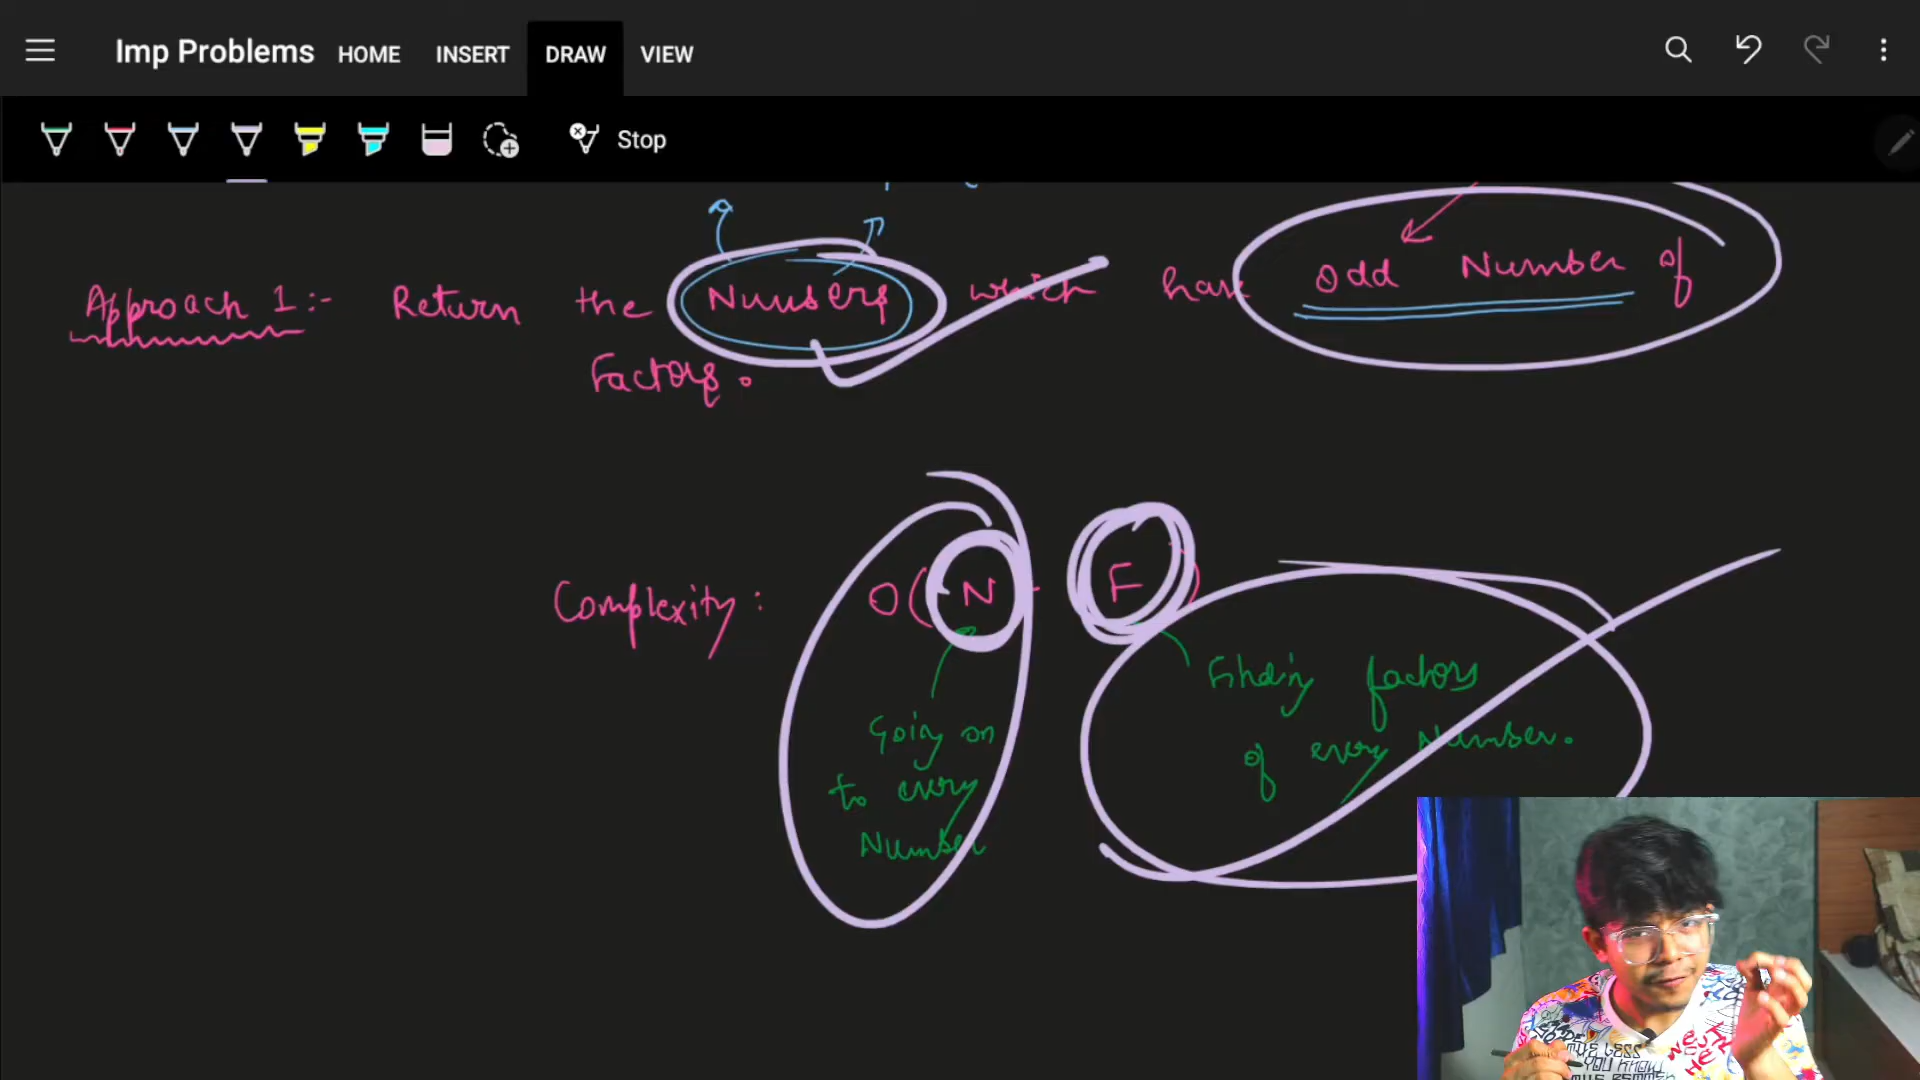 Imp Problems HOME INSERT DRAW VIEW
Stop
Approach 1:- Return the Numbers which have Odd Number of
Factors.
Complexity: O(N * F)
Going on
to every
Number
Finding factors
of every Number.